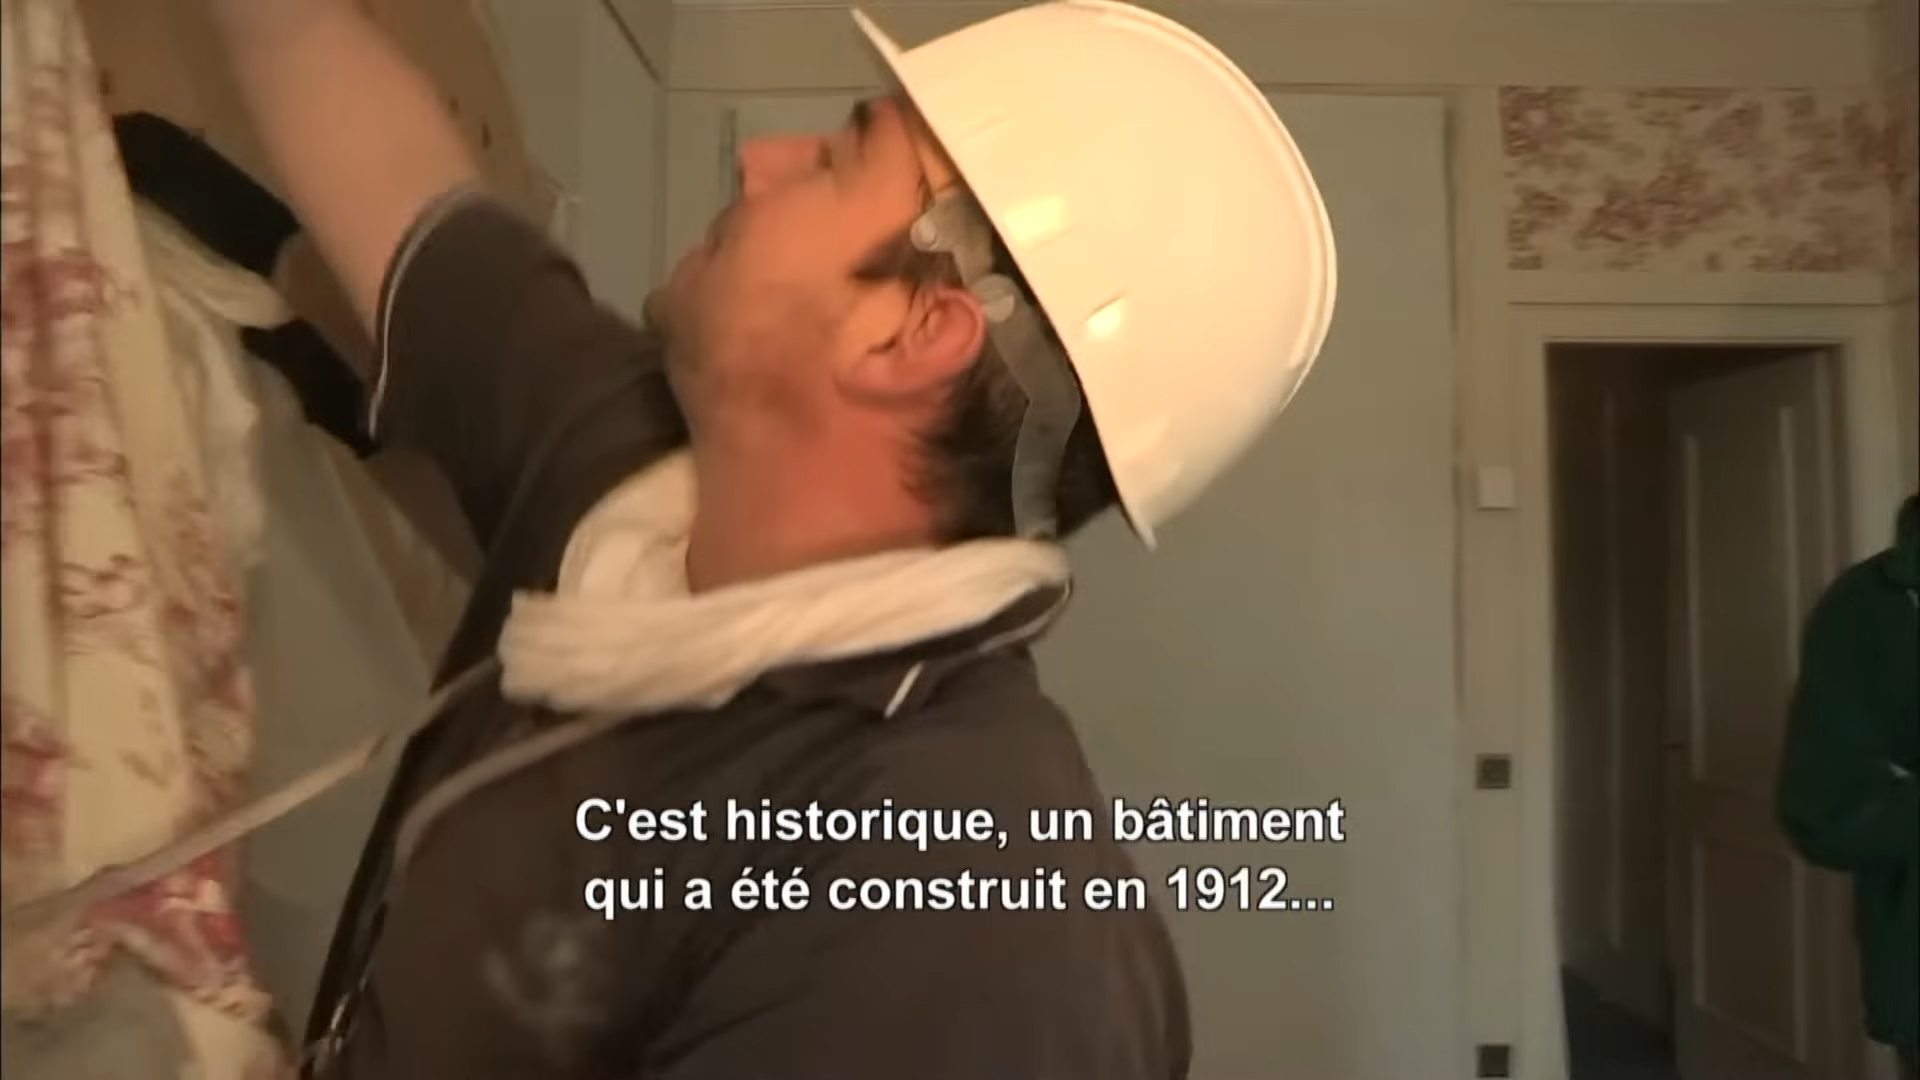 C'est historique, un bâtiment
qui a été construit en 1912...